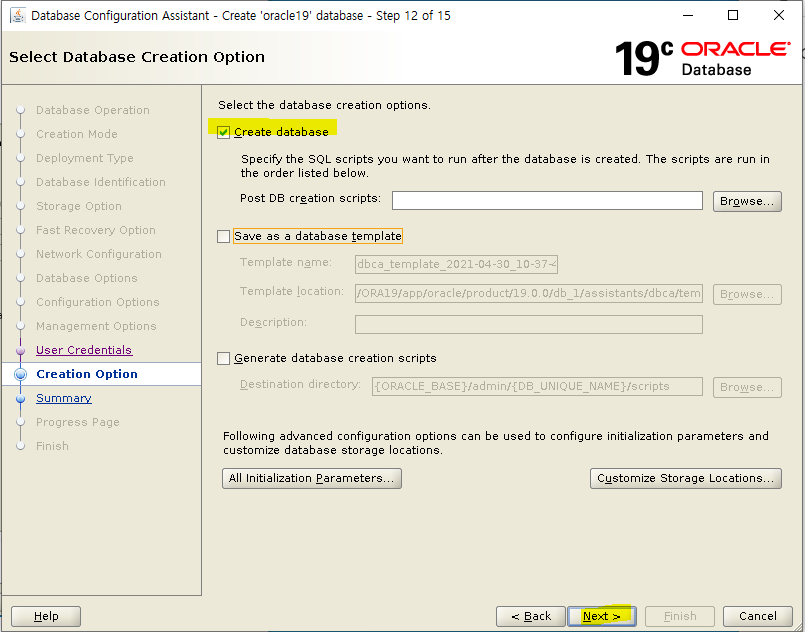 Database Configuration Assistant - Create 'oracle19' database - Step 12 of 15
Select Database Creation Option
19c ORACLE
Database
Database Operation
Creation Mode
Deployment Type
Database Identification
Storage Option
Fast Recovery Option
Network Configuration
Database Options
Configuration Options
Management Options
User Credentials
Creation Option
Summary
Progress Page
Finish
Select the database creation options.
Create database
Specify the SQL scripts you want to run after the database is created. The scripts are run in
the order listed below.
Post DB creation scripts:
Browse...
Save as a database template
Template name: dbca_template_2021-04-30_10-37-
Template location: /ORA19/app/oracle/product/19.0.0/db_1/assistants/dbca/tem
Browse...
Description:
Generate database creation scripts
Destination directory: {ORACLE_BASE}/admin/{DB_UNIQUE_NAME}/scripts
Browse...
Following advanced configuration options can be used to configure initialization parameters and
customize database storage locations.
All Initialization Parameters...
Customize Storage Locations...
Help
< Back
Next >
Finish
Cancel